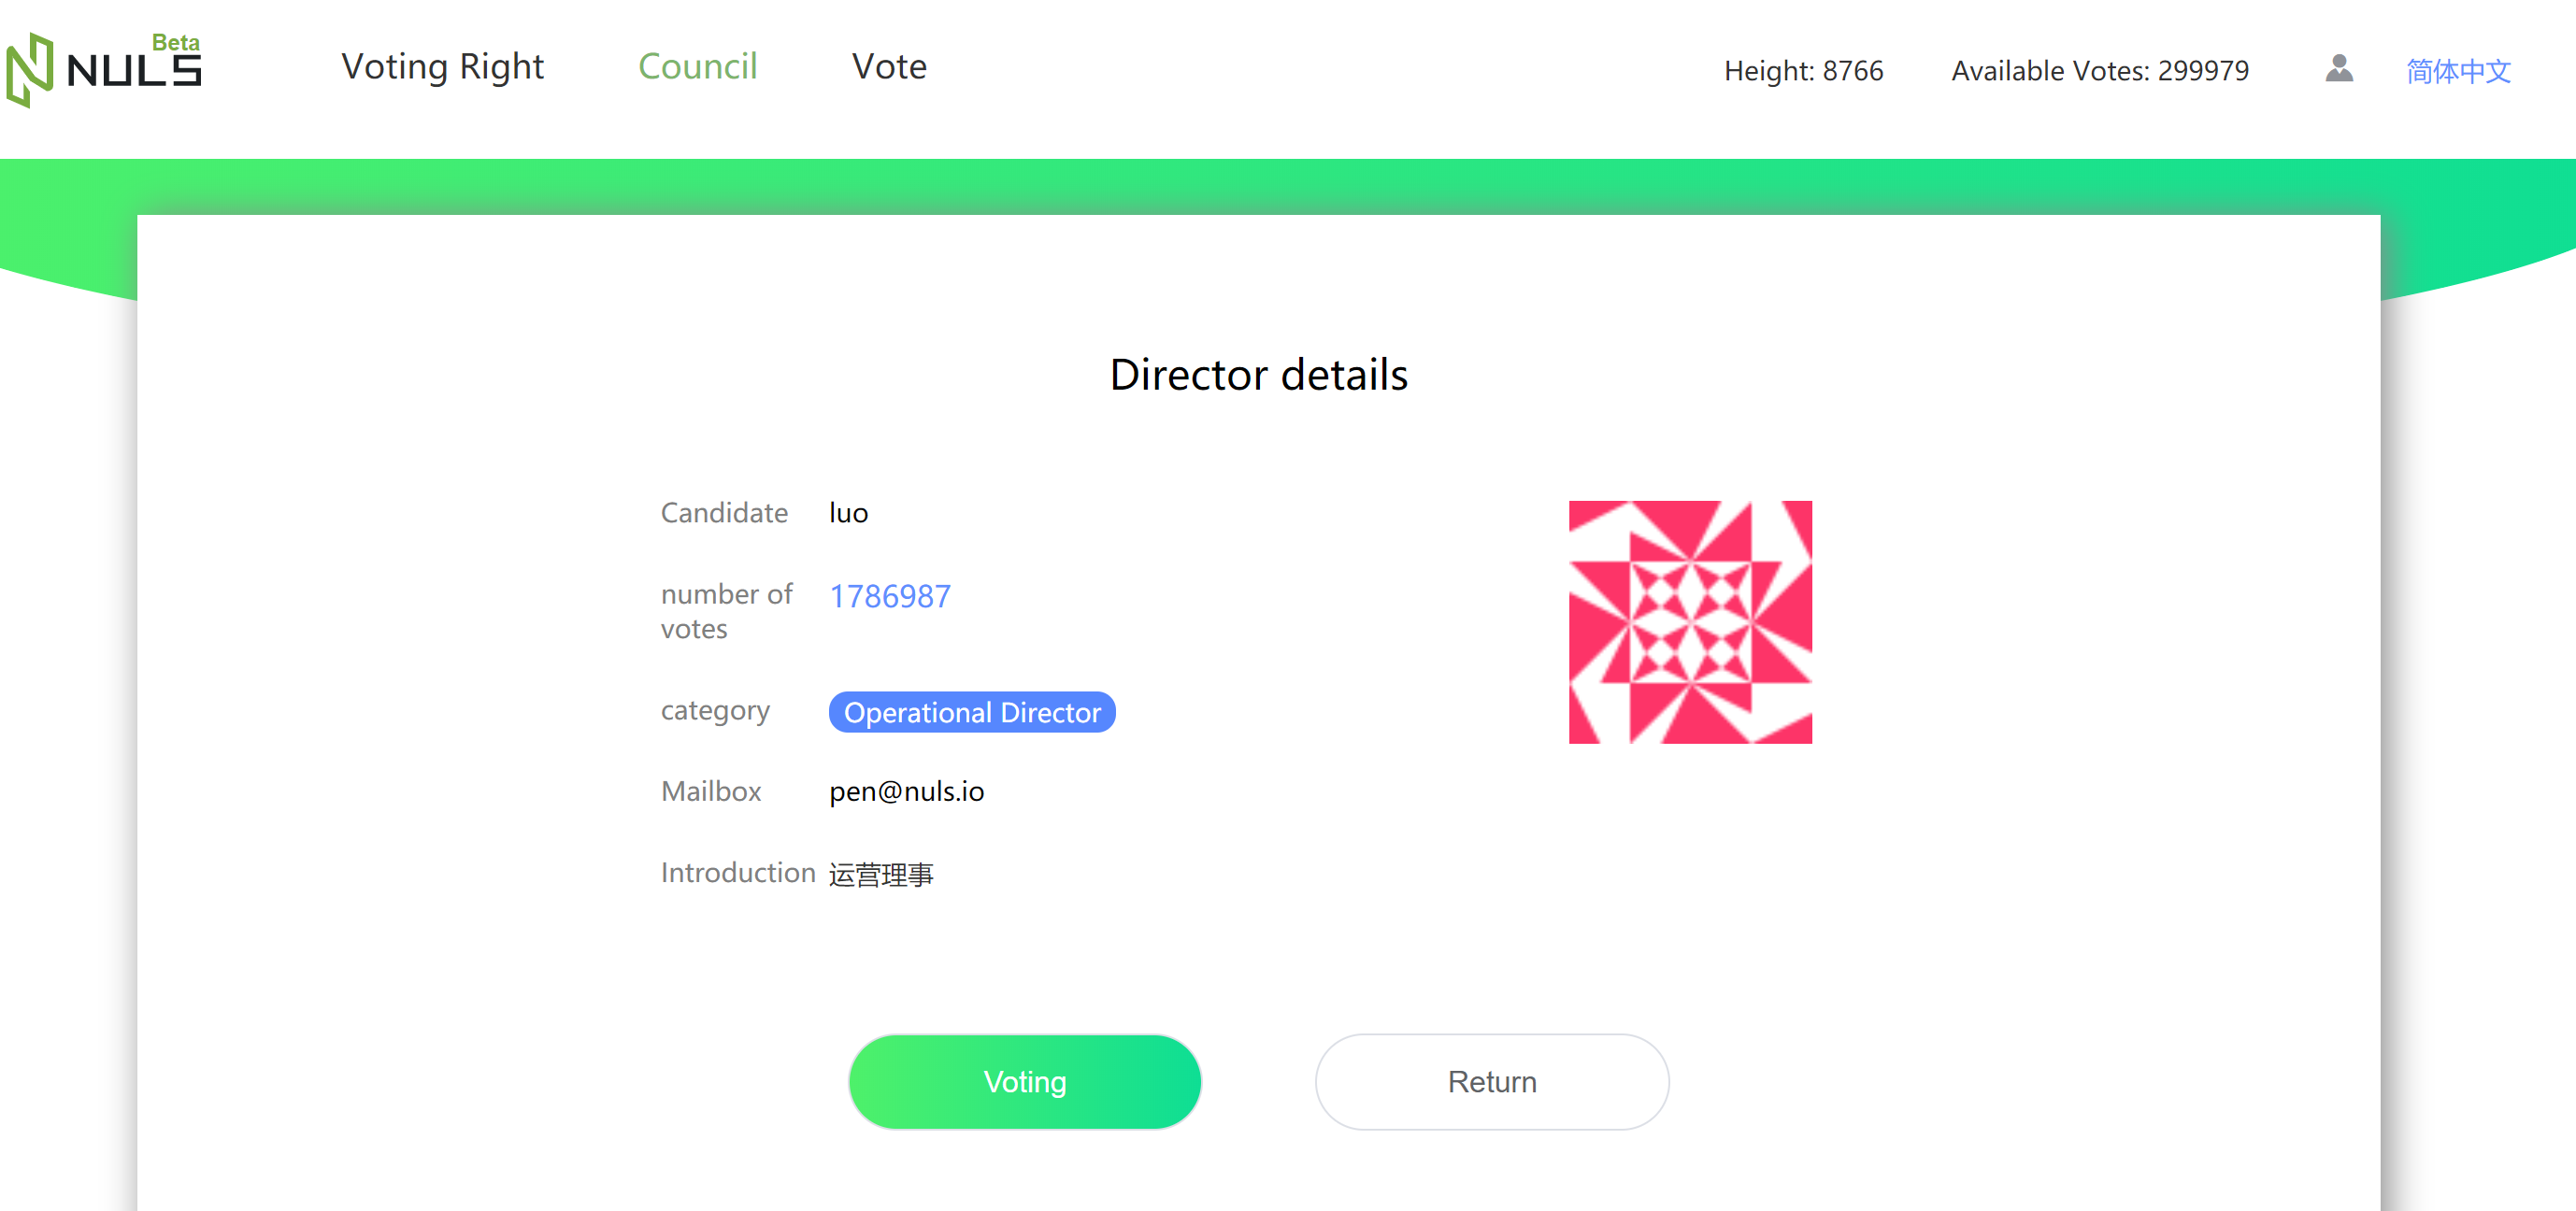 Beta
NULS
Voting Right
Council
Vote
Height: 8766
Available Votes: 299979
简体中文
Director details
Candidate luo
number of votes 1786987
category Operational Director
Mailbox pen@nuls.io
Introduction 运营理事
Voting
Return